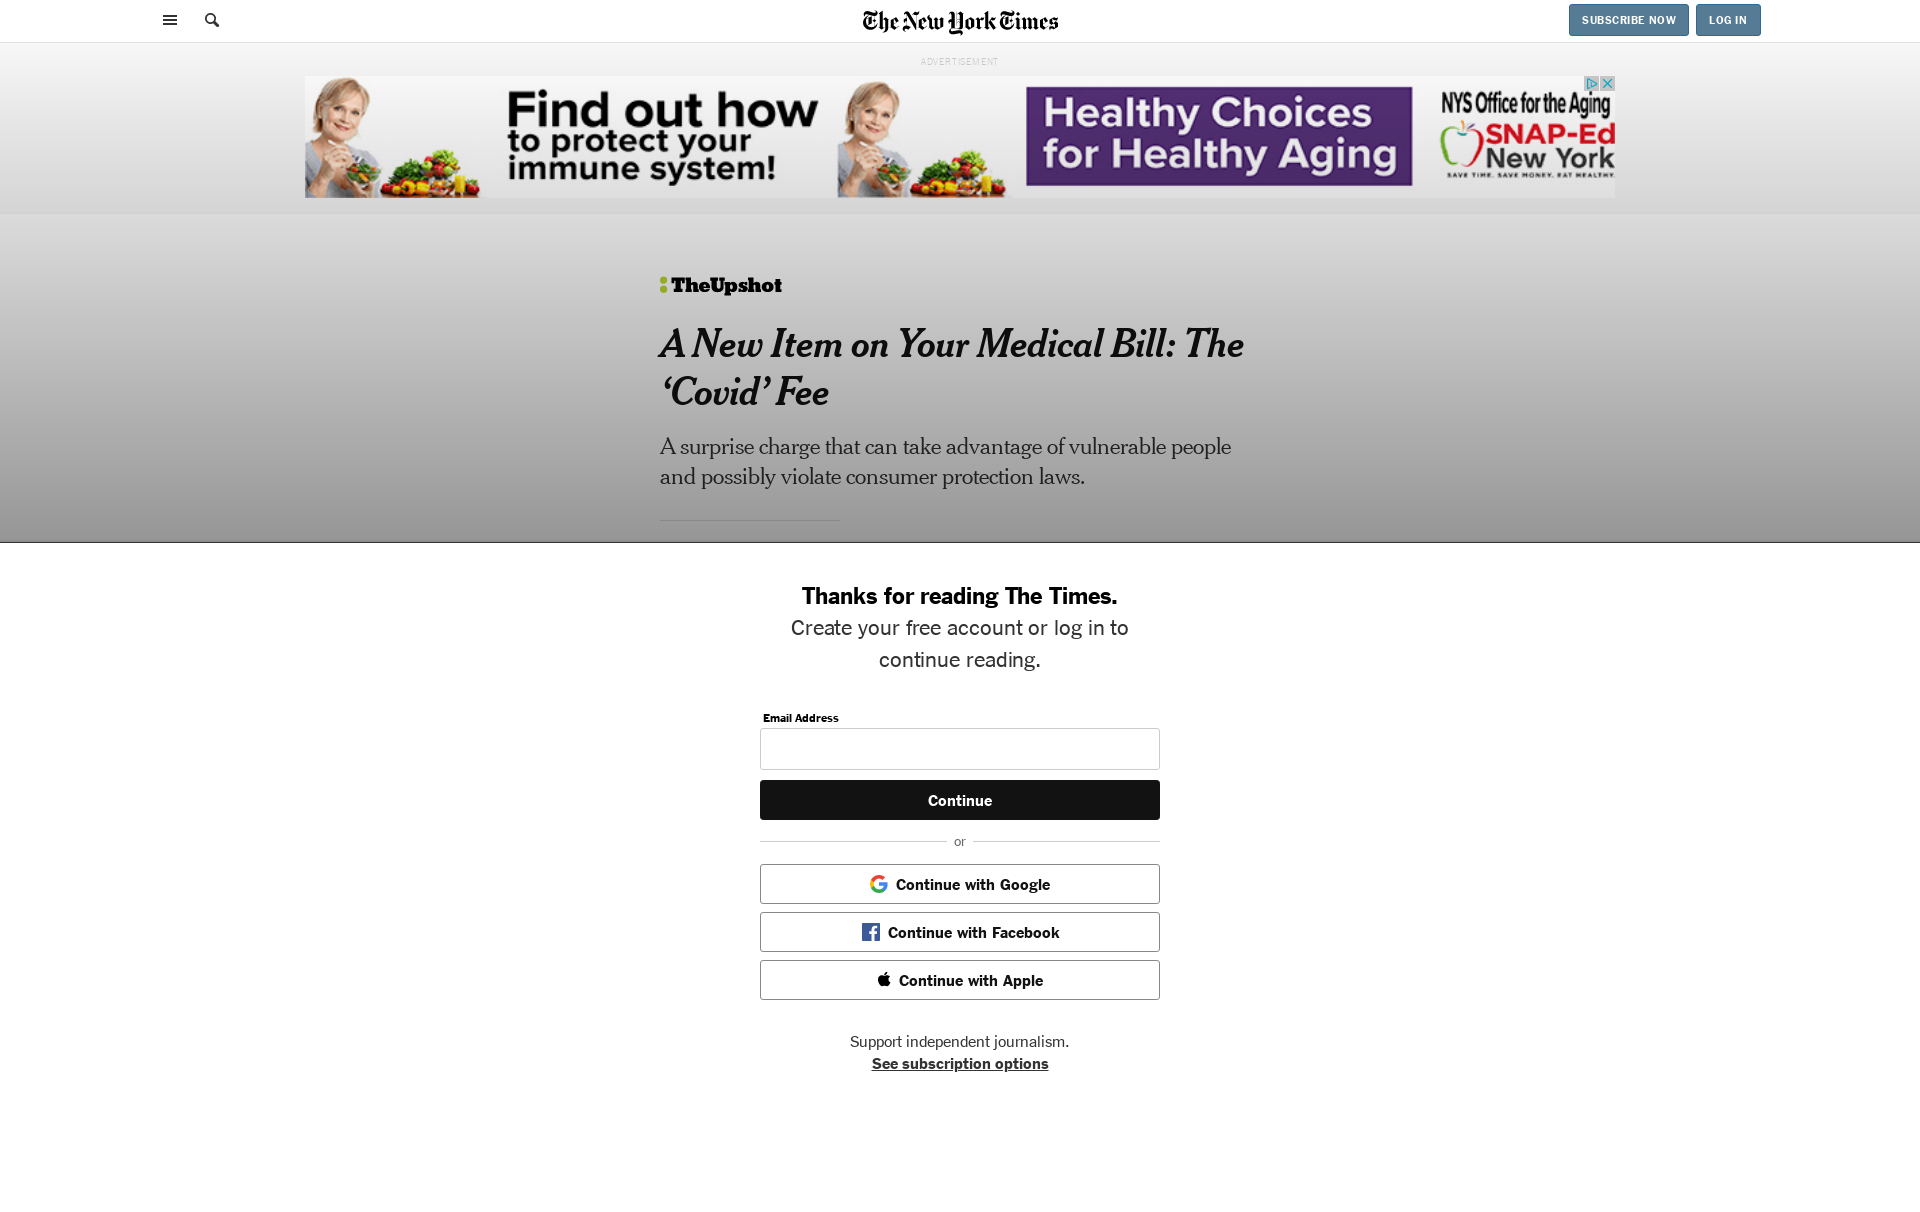 The New York Times
SUBSCRIBE NOW
LOG IN
ADVERTISEMENT
Find out how
to protect your
immune system!
Healthy Choices
for Healthy Aging
NYS Office for the Aging
SNAP-Ed
New York
SAVE TIME. SAVE MONEY. EAT HEALTHY.
TheUpshot
A New Item on Your Medical Bill: The
‘Covid’ Fee
A surprise charge that can take advantage of vulnerable people
and possibly violate consumer protection laws.
Thanks for reading The Times.
Create your free account or log in to
continue reading.
Email Address
Continue
or
Continue with Google
Continue with Facebook
Continue with Apple
Support independent journalism.
See subscription options